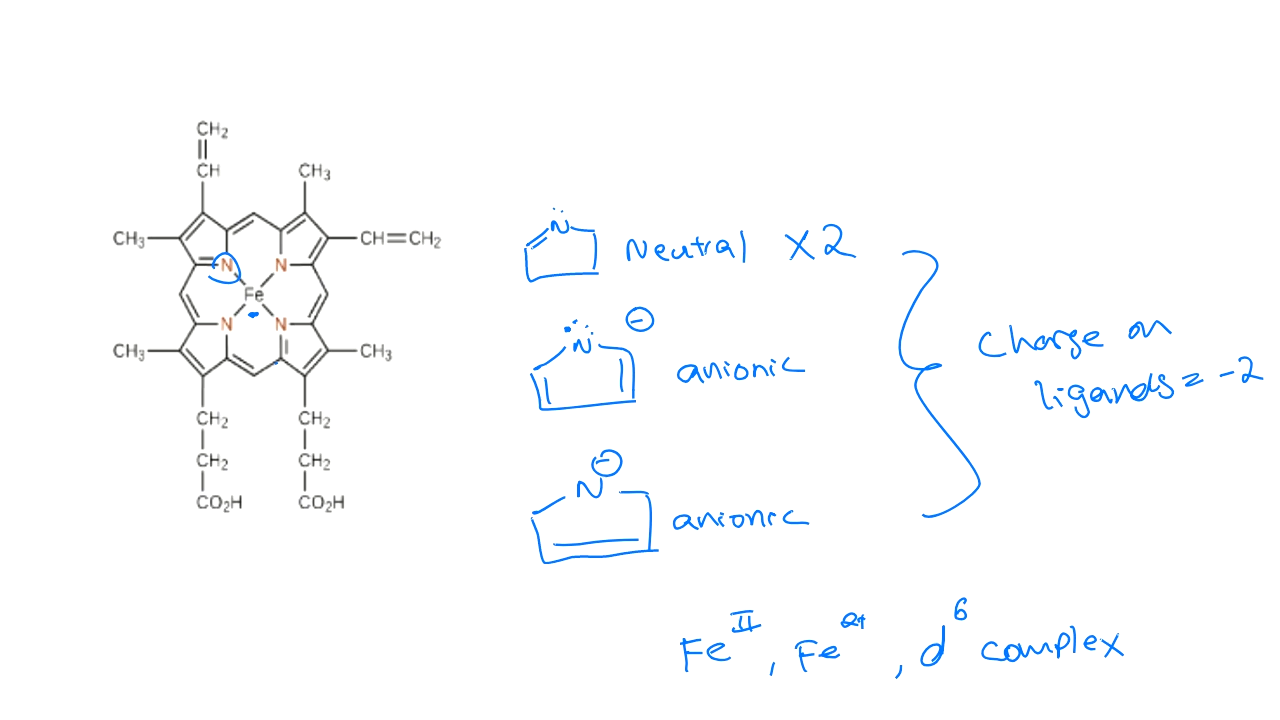 CH₂
CH
CH₃
CH₃
CH=CH₂
N
N
Fe
N
N
CH₃
CH₃
CH₂
CH₂
CH₂
CH₂
CO₂H
CO₂H
N
Neutral X2
N
⊖
anionic
N
⊖
anionic
Charge on
ligands = -2
Fe^II, Fe^2+, d^6 complex